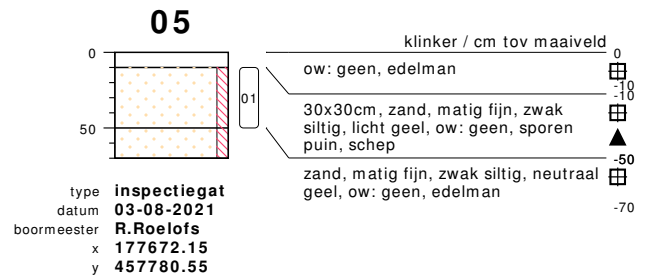 05
klinker / cm tov maaiveld
0
0
ow: geen, edelman
-10
-10
01
30x30cm, zand, matig fijn, zwak
siltig, licht geel, ow: geen, sporen
puin, schep
50
-50
zand, matig fijn, zwak siltig, neutraal
geel, ow: geen, edelman
-70
type inspectiegat
datum 03-08-2021
boormeester R.Roelofs
x 177672.15
y 457780.55